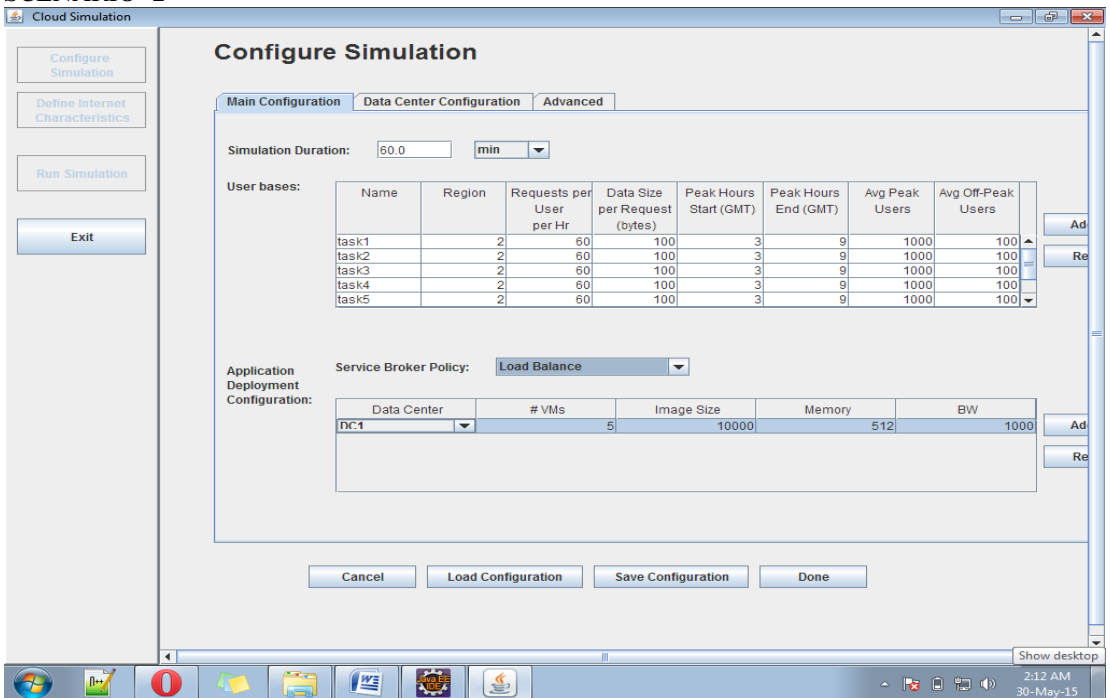 Cloud Simulation
Configure Simulation
Configure
Simulation
Define Internet
Characteristics
Run Simulation
Exit
Main Configuration Data Center Configuration Advanced
Simulation Duration: 60.0 min
User bases:
Name Region Requests per User per Hr Data Size per Request (bytes) Peak Hours Start (GMT) Peak Hours End (GMT) Avg Peak Users Avg Off-Peak Users
task1 2 60 100 3 9 1000 100
task2 2 60 100 3 9 1000 100
task3 2 60 100 3 9 1000 100
task4 2 60 100 3 9 1000 100
task5 2 60 100 3 9 1000 100
Ad
Re
Application
Deployment
Configuration:
Service Broker Policy: Load Balance
Data Center # VMs Image Size Memory BW
DC1 5 10000 512 1000
Ad
Re
Cancel Load Configuration Save Configuration Done
Show desktop
2:12 AM
30-May-15